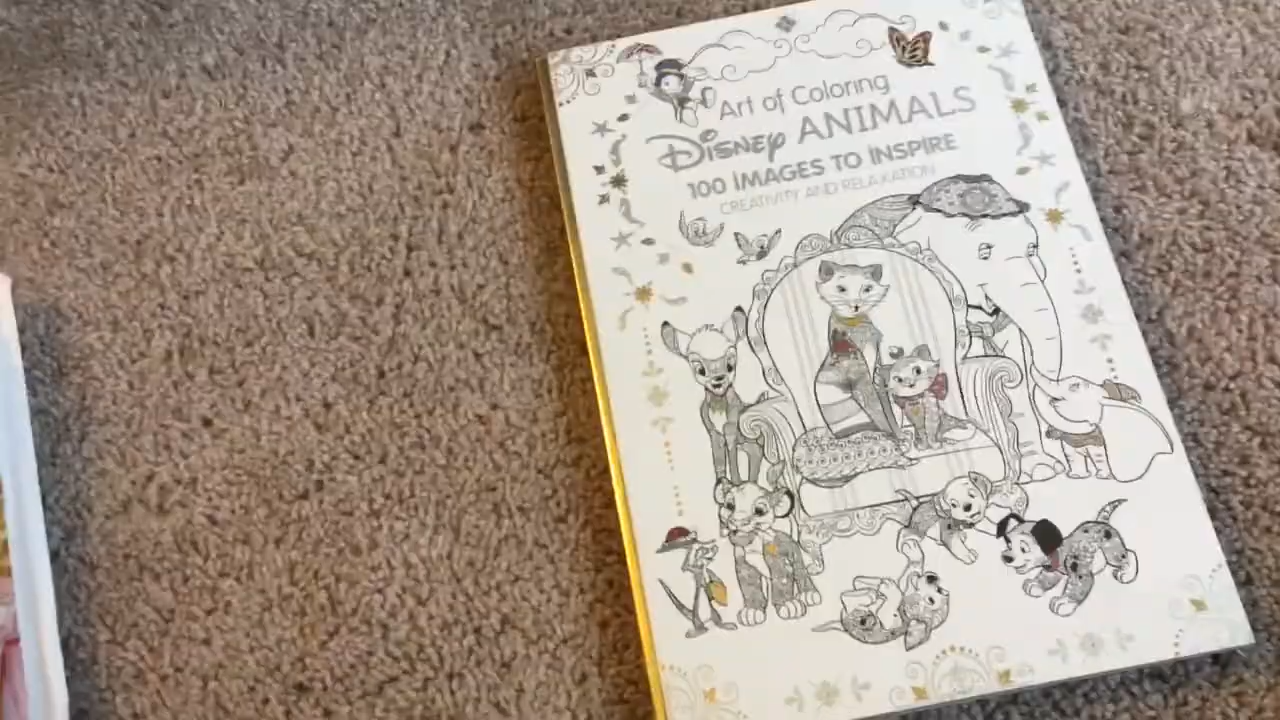 Art of Coloring
Disney ANIMALS
100 IMAGES TO INSPIRE
CREATIVITY AND RELAXATION